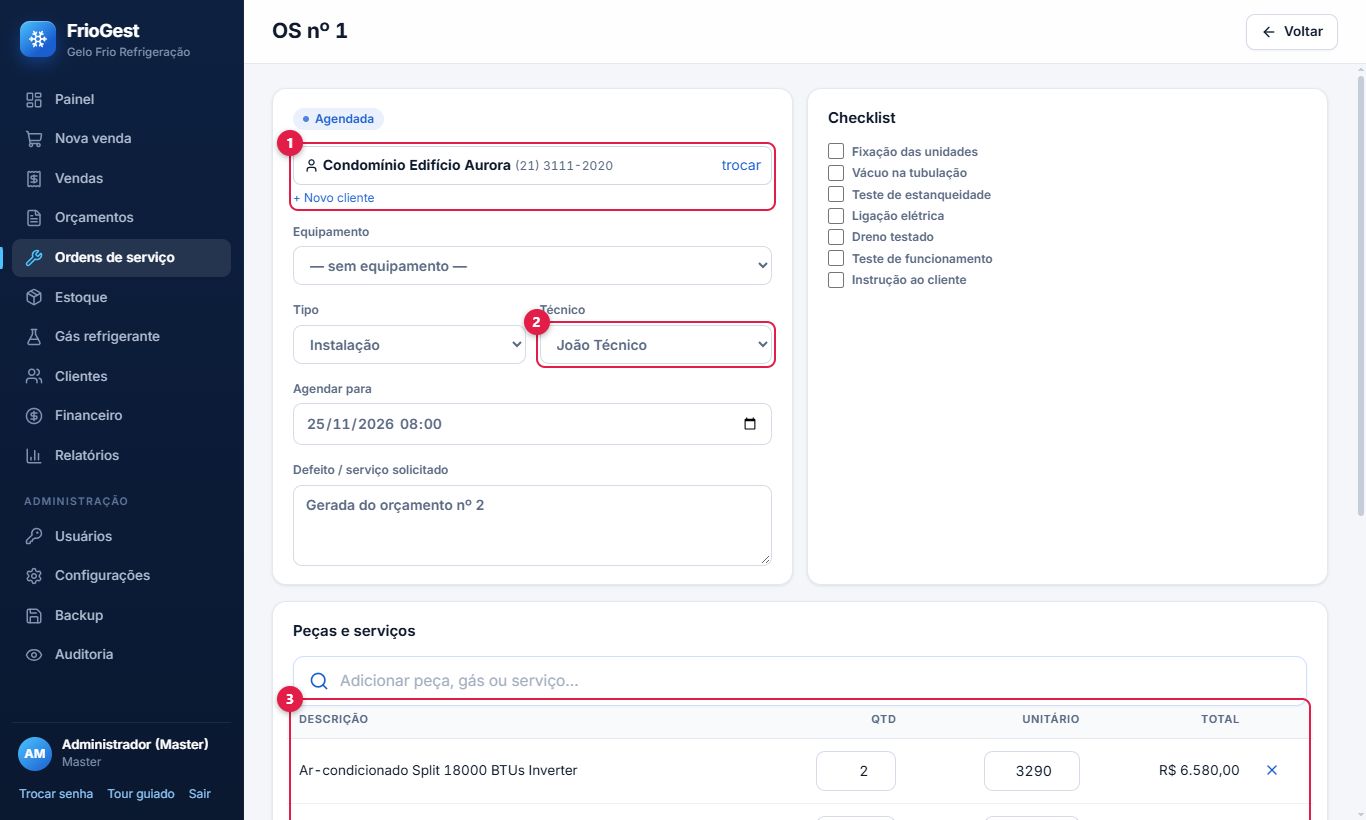 FrioGest
Gelo Frio Refrigeração
Painel
Nova venda
Vendas
Orçamentos
Ordens de serviço
Estoque
Gás refrigerante
Clientes
Financeiro
Relatórios
ADMINISTRAÇÃO
Usuários
Configurações
Backup
Auditoria
AM
Administrador (Master)
Master
Trocar senha Tour guiado Sair
OS nº 1
Voltar
Agendada
1
Condomínio Edifício Aurora (21) 3111-2020 trocar
+ Novo cliente
Equipamento
— sem equipamento —
Tipo
Técnico
2
Instalação
João Técnico
Agendar para
25/11/2026 08:00
Defeito / serviço solicitado
Gerada do orçamento nº 2
Checklist
Fixação das unidades
Vácuo na tubulação
Teste de estanqueidade
Ligação elétrica
Dreno testado
Teste de funcionamento
Instrução ao cliente
Peças e serviços
Adicionar peça, gás ou serviço...
3
DESCRIÇÃO QTD UNITÁRIO TOTAL
Ar-condicionado Split 18000 BTUs Inverter 2 3290 R$ 6.580,00